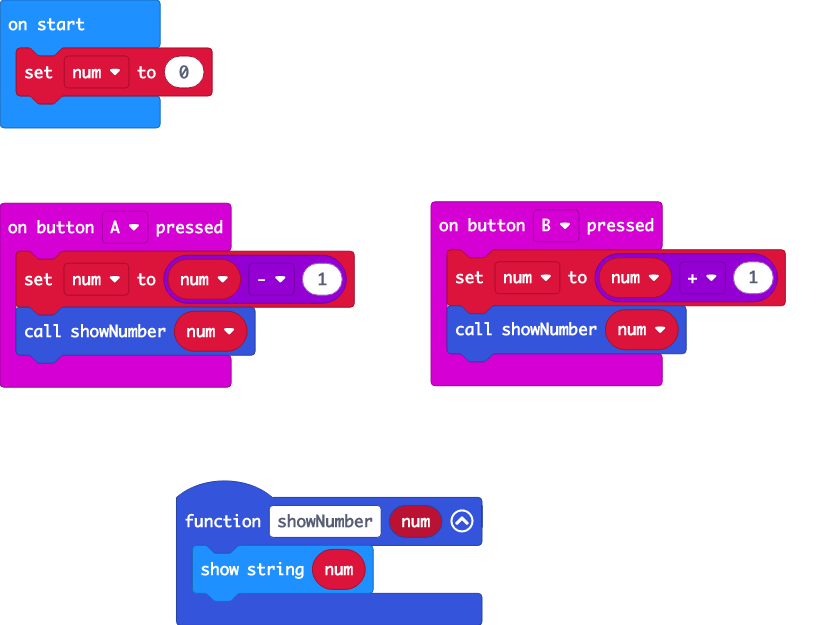 on start
set num to 0
on button A pressed
set num to num - 1
call showNumber num
on button B pressed
set num to num + 1
call showNumber num
function showNumber num
show string num